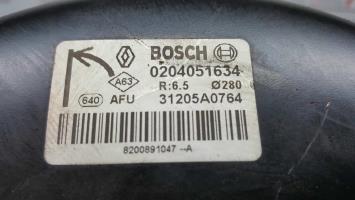 BOSCH
A63 0204051634
R:6.5 Ø280
640 AFU 31205A0764
8200891047 --A